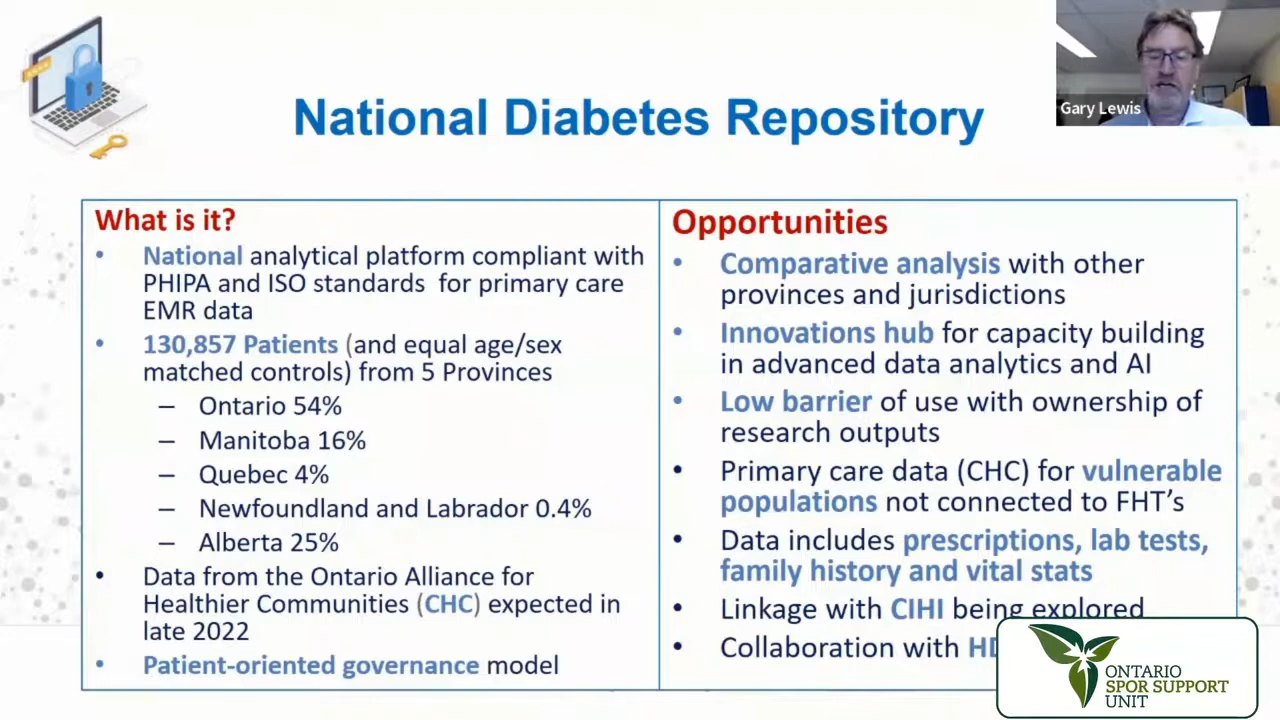 Gary Lewis
National Diabetes Repository
What is it?
• National analytical platform compliant with
PHIPA and ISO standards for primary care
EMR data
• 130,857 Patients (and equal age/sex
matched controls) from 5 Provinces
– Ontario 54%
– Manitoba 16%
– Quebec 4%
– Newfoundland and Labrador 0.4%
– Alberta 25%
• Data from the Ontario Alliance for
Healthier Communities (CHC) expected in
late 2022
• Patient-oriented governance model
Opportunities
• Comparative analysis with other
provinces and jurisdictions
• Innovations hub for capacity building
in advanced data analytics and AI
• Low barrier of use with ownership of
research outputs
• Primary care data (CHC) for vulnerable
populations not connected to FHT's
• Data includes prescriptions, lab tests,
family history and vital stats
• Linkage with CIHI being explored
• Collaboration with
ONTARIO
SPOR SUPPORT
UNIT